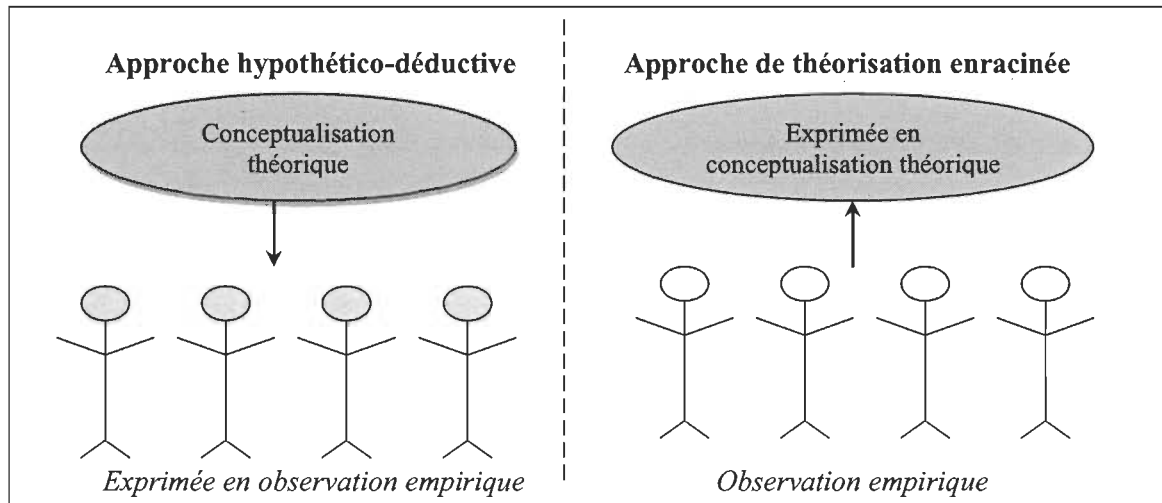 Approche hypothético-déductive
Conceptualisation
théorique
Exprimée en observation empirique
Approche de théorisation enracinée
Exprimée en
conceptualisation théorique
Observation empirique